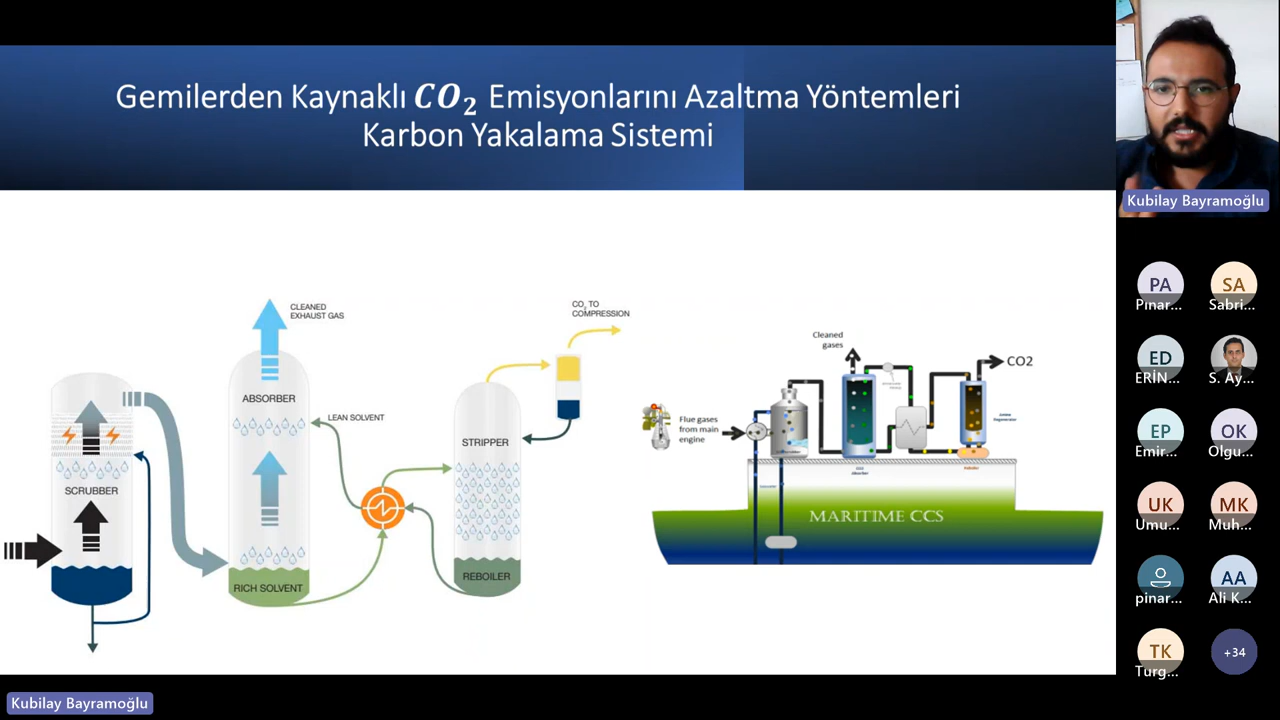 Gemilerden Kaynaklı CO₂ Emisyonlarını Azaltma Yöntemleri
Karbon Yakalama Sistemi
CLEANED
EXHAUST GAS
ABSORBER
LEAN SOLVENT
RICH SOLVENT
SCRUBBER
CO₂ TO
COMPRESSION
STRIPPER
REBOILER
Cleaned
gases
CO2
Flue gases
from main
engine
MARITIME CCS
Kubilay Bayramoğlu
PA
Pınar...
SA
Sabri...
ED
ERİN...
S. Ay...
EP
Emir...
OK
Olgu...
UK
Umu...
MK
Muh...
pinar...
AA
Ali K...
TK
Turg...
+34
Kubilay Bayramoğlu